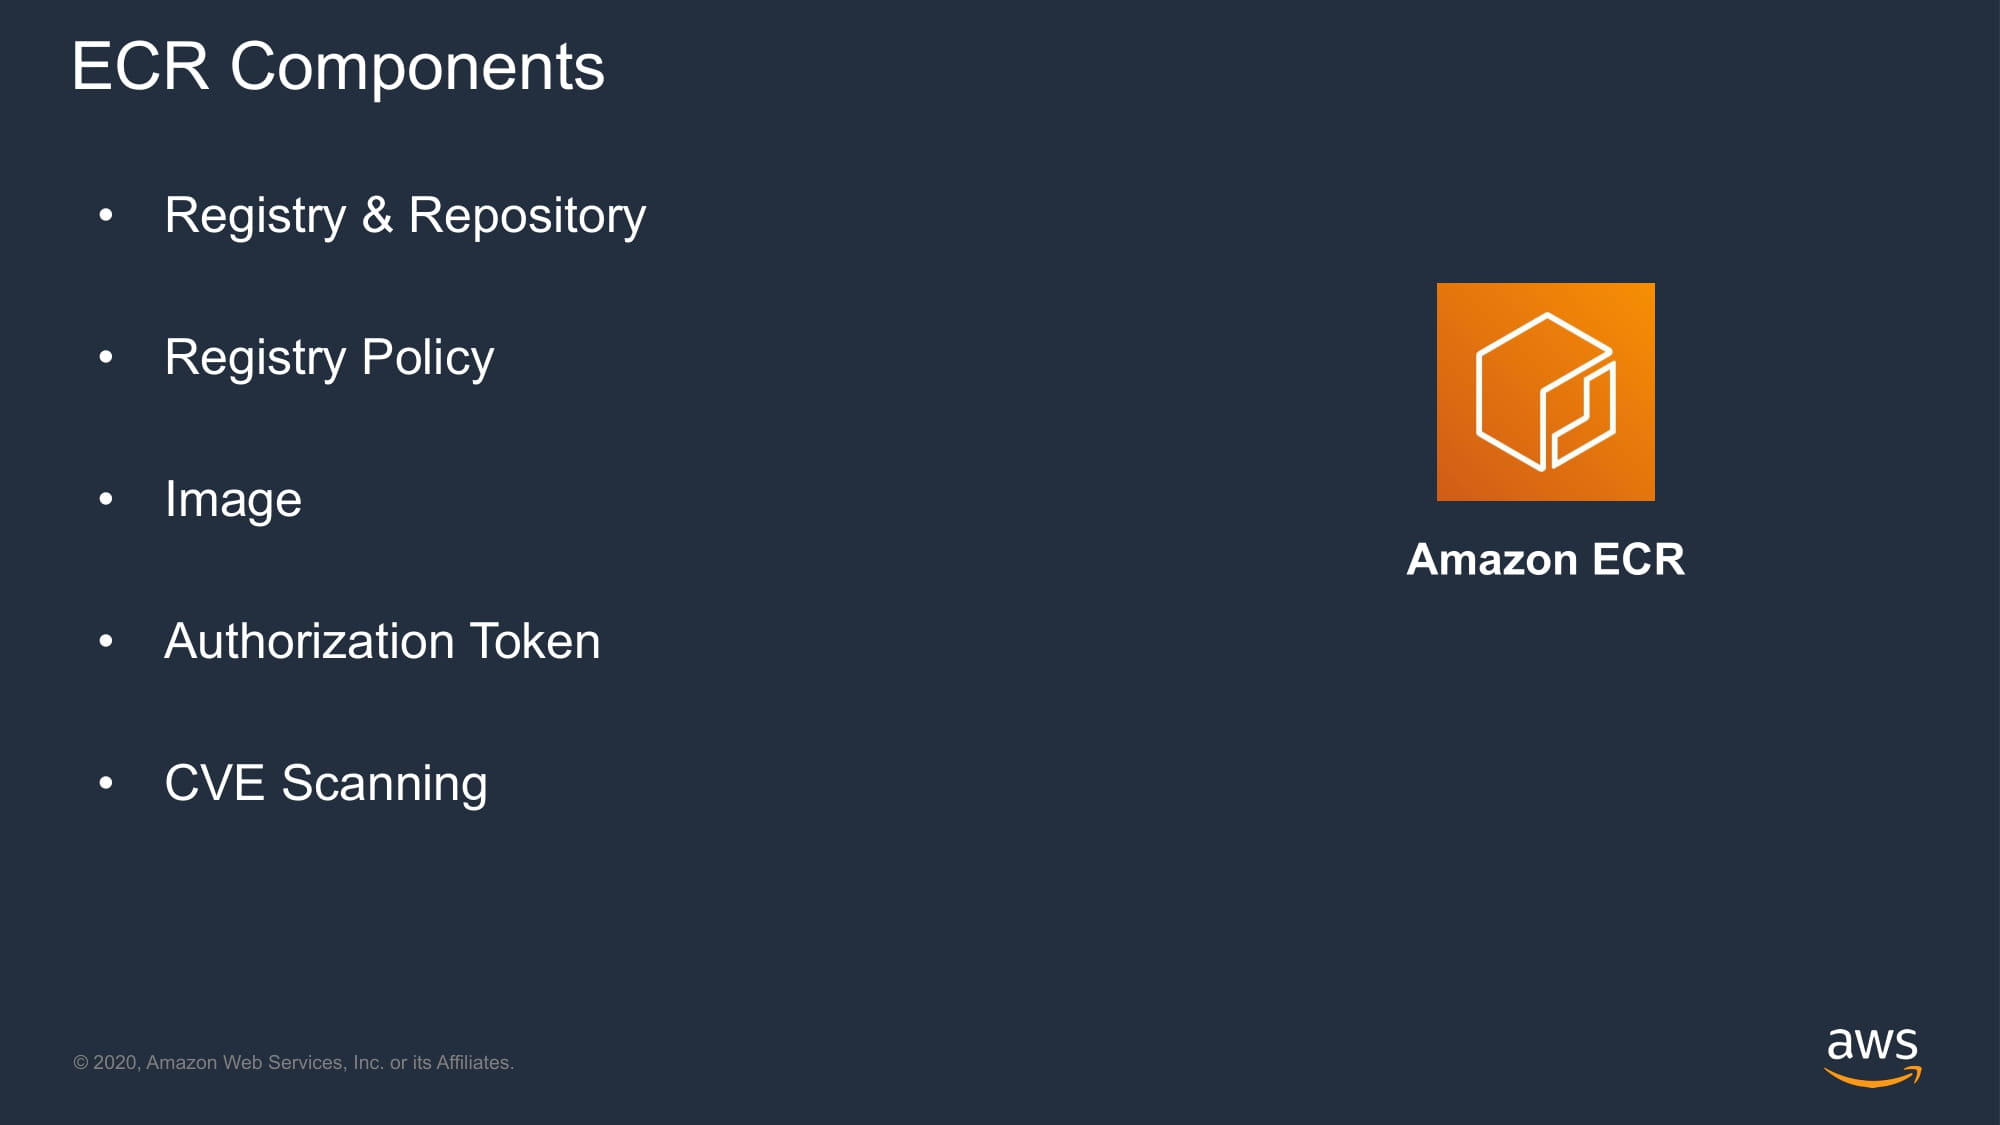 ECR Components
• Registry & Repository
• Registry Policy
• Image
• Authorization Token
• CVE Scanning
Amazon ECR
© 2020, Amazon Web Services, Inc. or its Affiliates.
aws